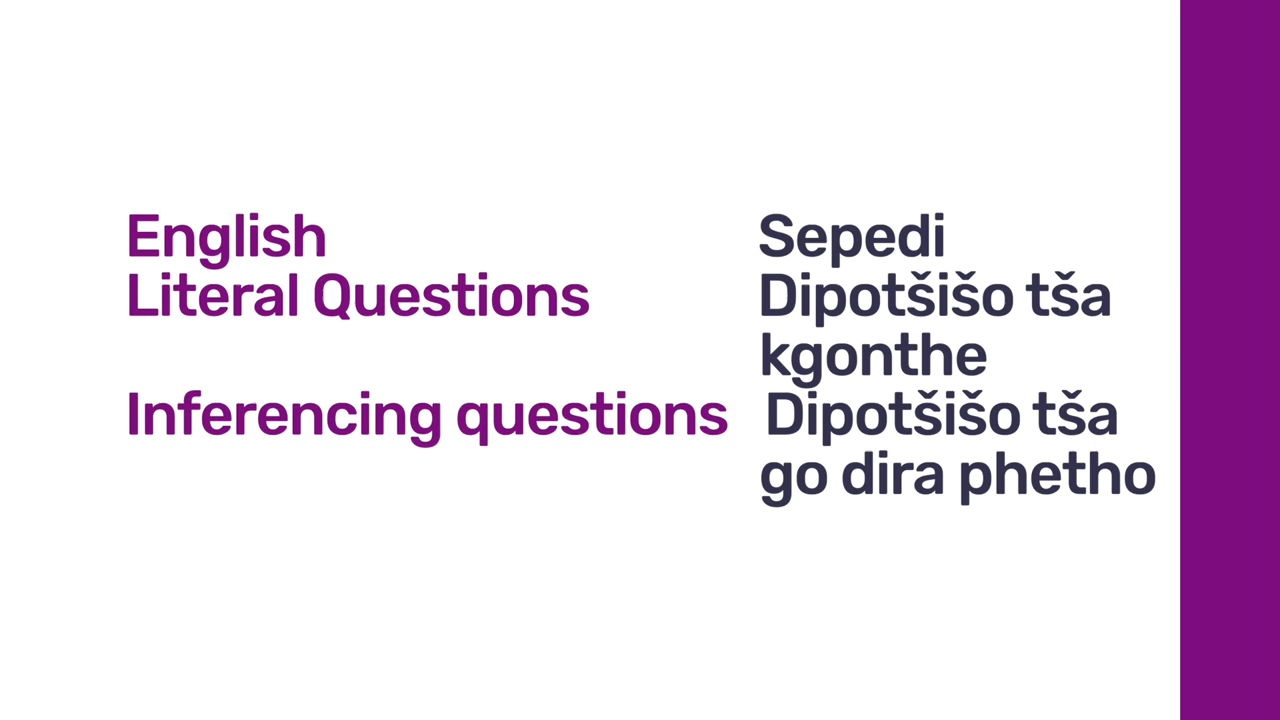 English
Literal Questions
Inferencing questions
Sepedi
Dipotšišo tša
kgonthe
Dipotšišo tša
go dira phetho